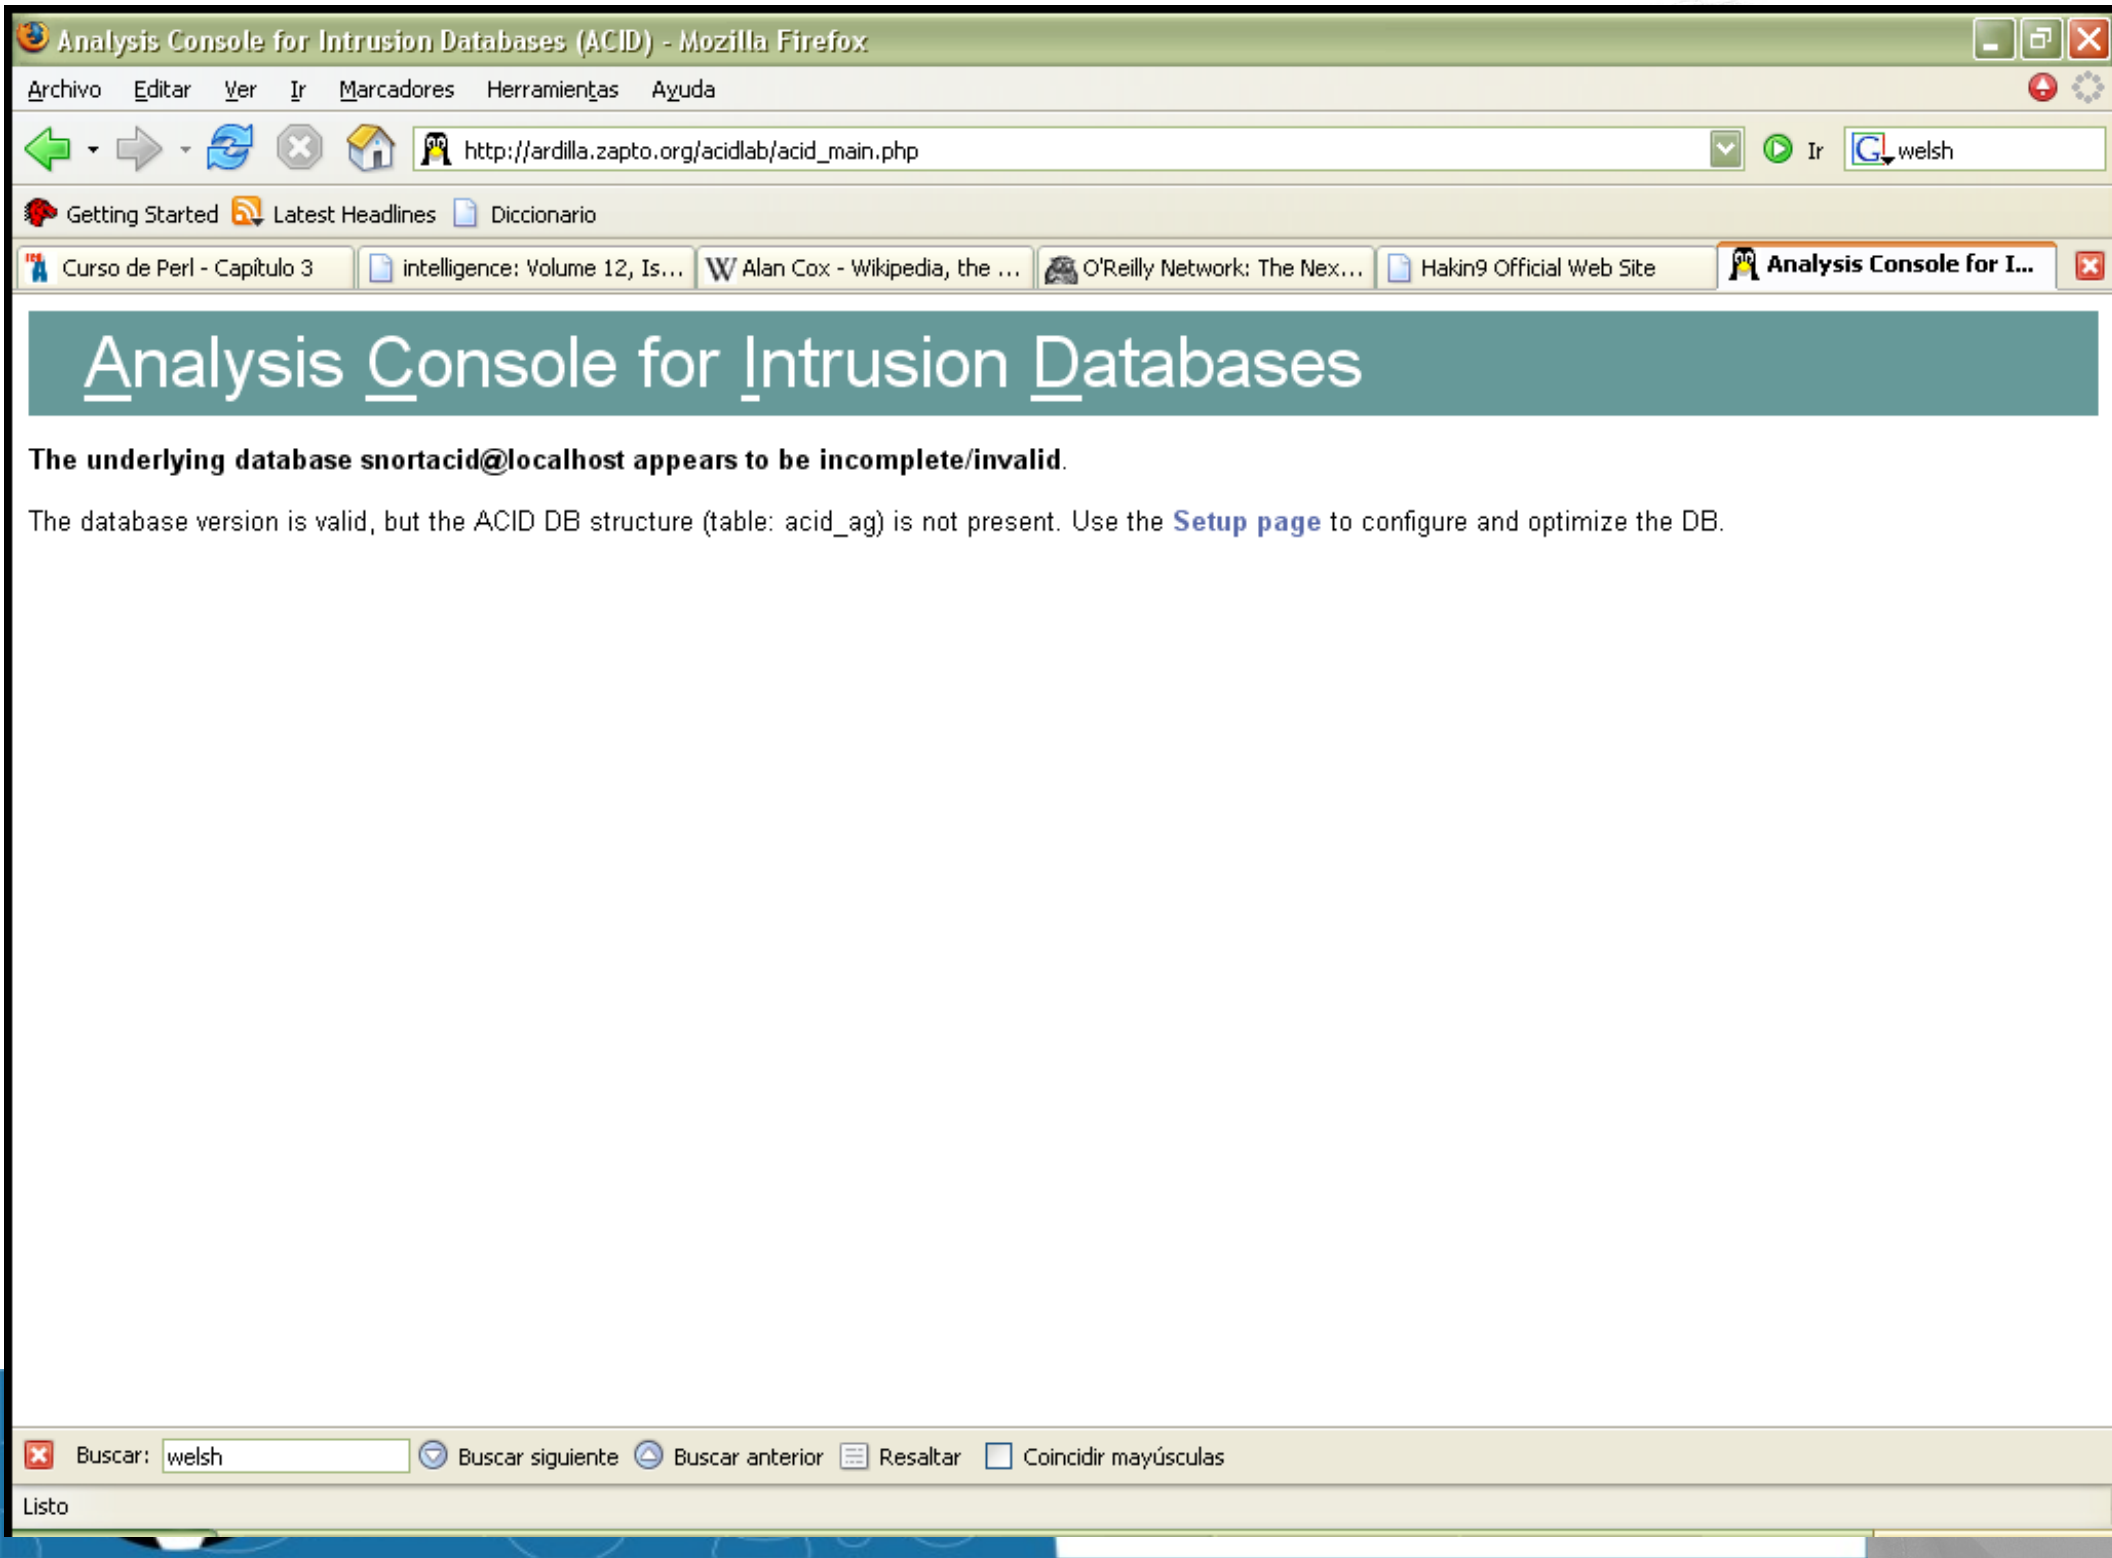 Analysis Console for Intrusion Databases (ACID) - Mozilla Firefox
Archivo Editar Ver Ir Marcadores Herramientas Ayuda
http://ardilla.zapto.org/acidlab/acid_main.php Ir welsh
Getting Started Latest Headlines Diccionario
Curso de Perl - Capítulo 3 intelligence: Volume 12, Is... Alan Cox - Wikipedia, the ... O'Reilly Network: The Nex... Hakin9 Official Web Site Analysis Console for I...
Analysis Console for Intrusion Databases
The underlying database snortacid@localhost appears to be incomplete/invalid.
The database version is valid, but the ACID DB structure (table: acid_ag) is not present. Use the Setup page to configure and optimize the DB.
Buscar: welsh Buscar siguiente Buscar anterior Resaltar Coincidir mayúsculas
Listo